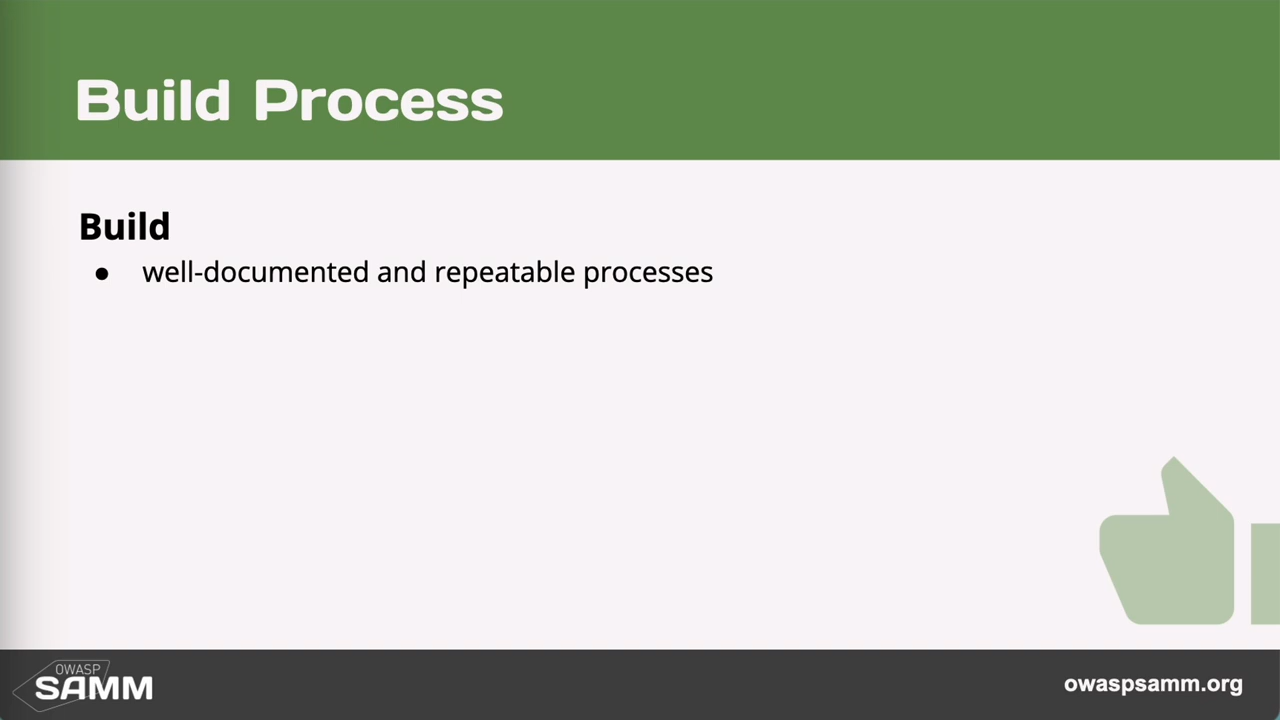 Build Process
Build
● well-documented and repeatable processes
OWASP
SAMM
owaspsamm.org